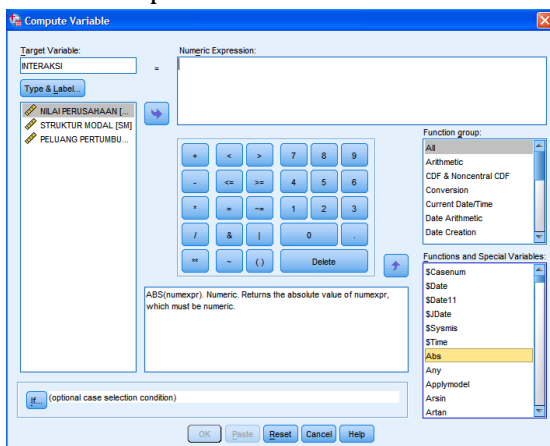 Compute Variable
Target Variable:
INTERAKSI
=
Numeric Expression:
Type & Label...
NILAI PERUSAHAAN [...
STRUKTUR MODAL [SM]
PELUANG PERTUMBU...
+ < > 7 8 9
- <= >= 4 5 6
* = ~= 1 2 3
/ & | 0 .
** ~ ( ) Delete
Function group:
All
Arithmetic
CDF & Noncentral CDF
Conversion
Current Date/Time
Date Arithmetic
Date Creation
Functions and Special Variables:
$Casenum
$Date
$Date11
$JDate
$Sysmis
$Time
Abs
Any
Applymodel
Arsin
Artan
ABS(numexpr). Numeric. Returns the absolute value of numexpr,
which must be numeric.
If... (optional case selection condition)
OK Paste Reset Cancel Help